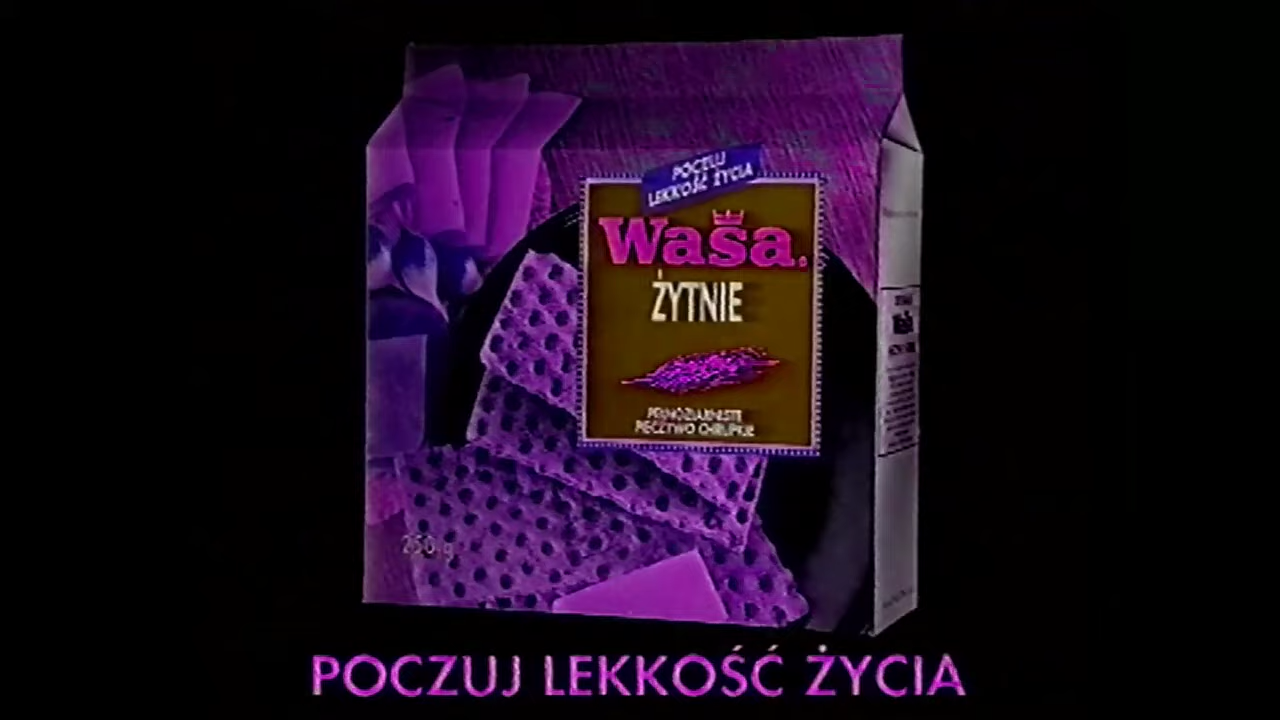 POCZUJ
LEKKOŚĆ ŻYCIA
Waša.
ŻYTNIE
PEŁNOZIARNISTE
PIECZYWO CHRUPKIE
250 g
POCZUJ LEKKOŚĆ ŻYCIA